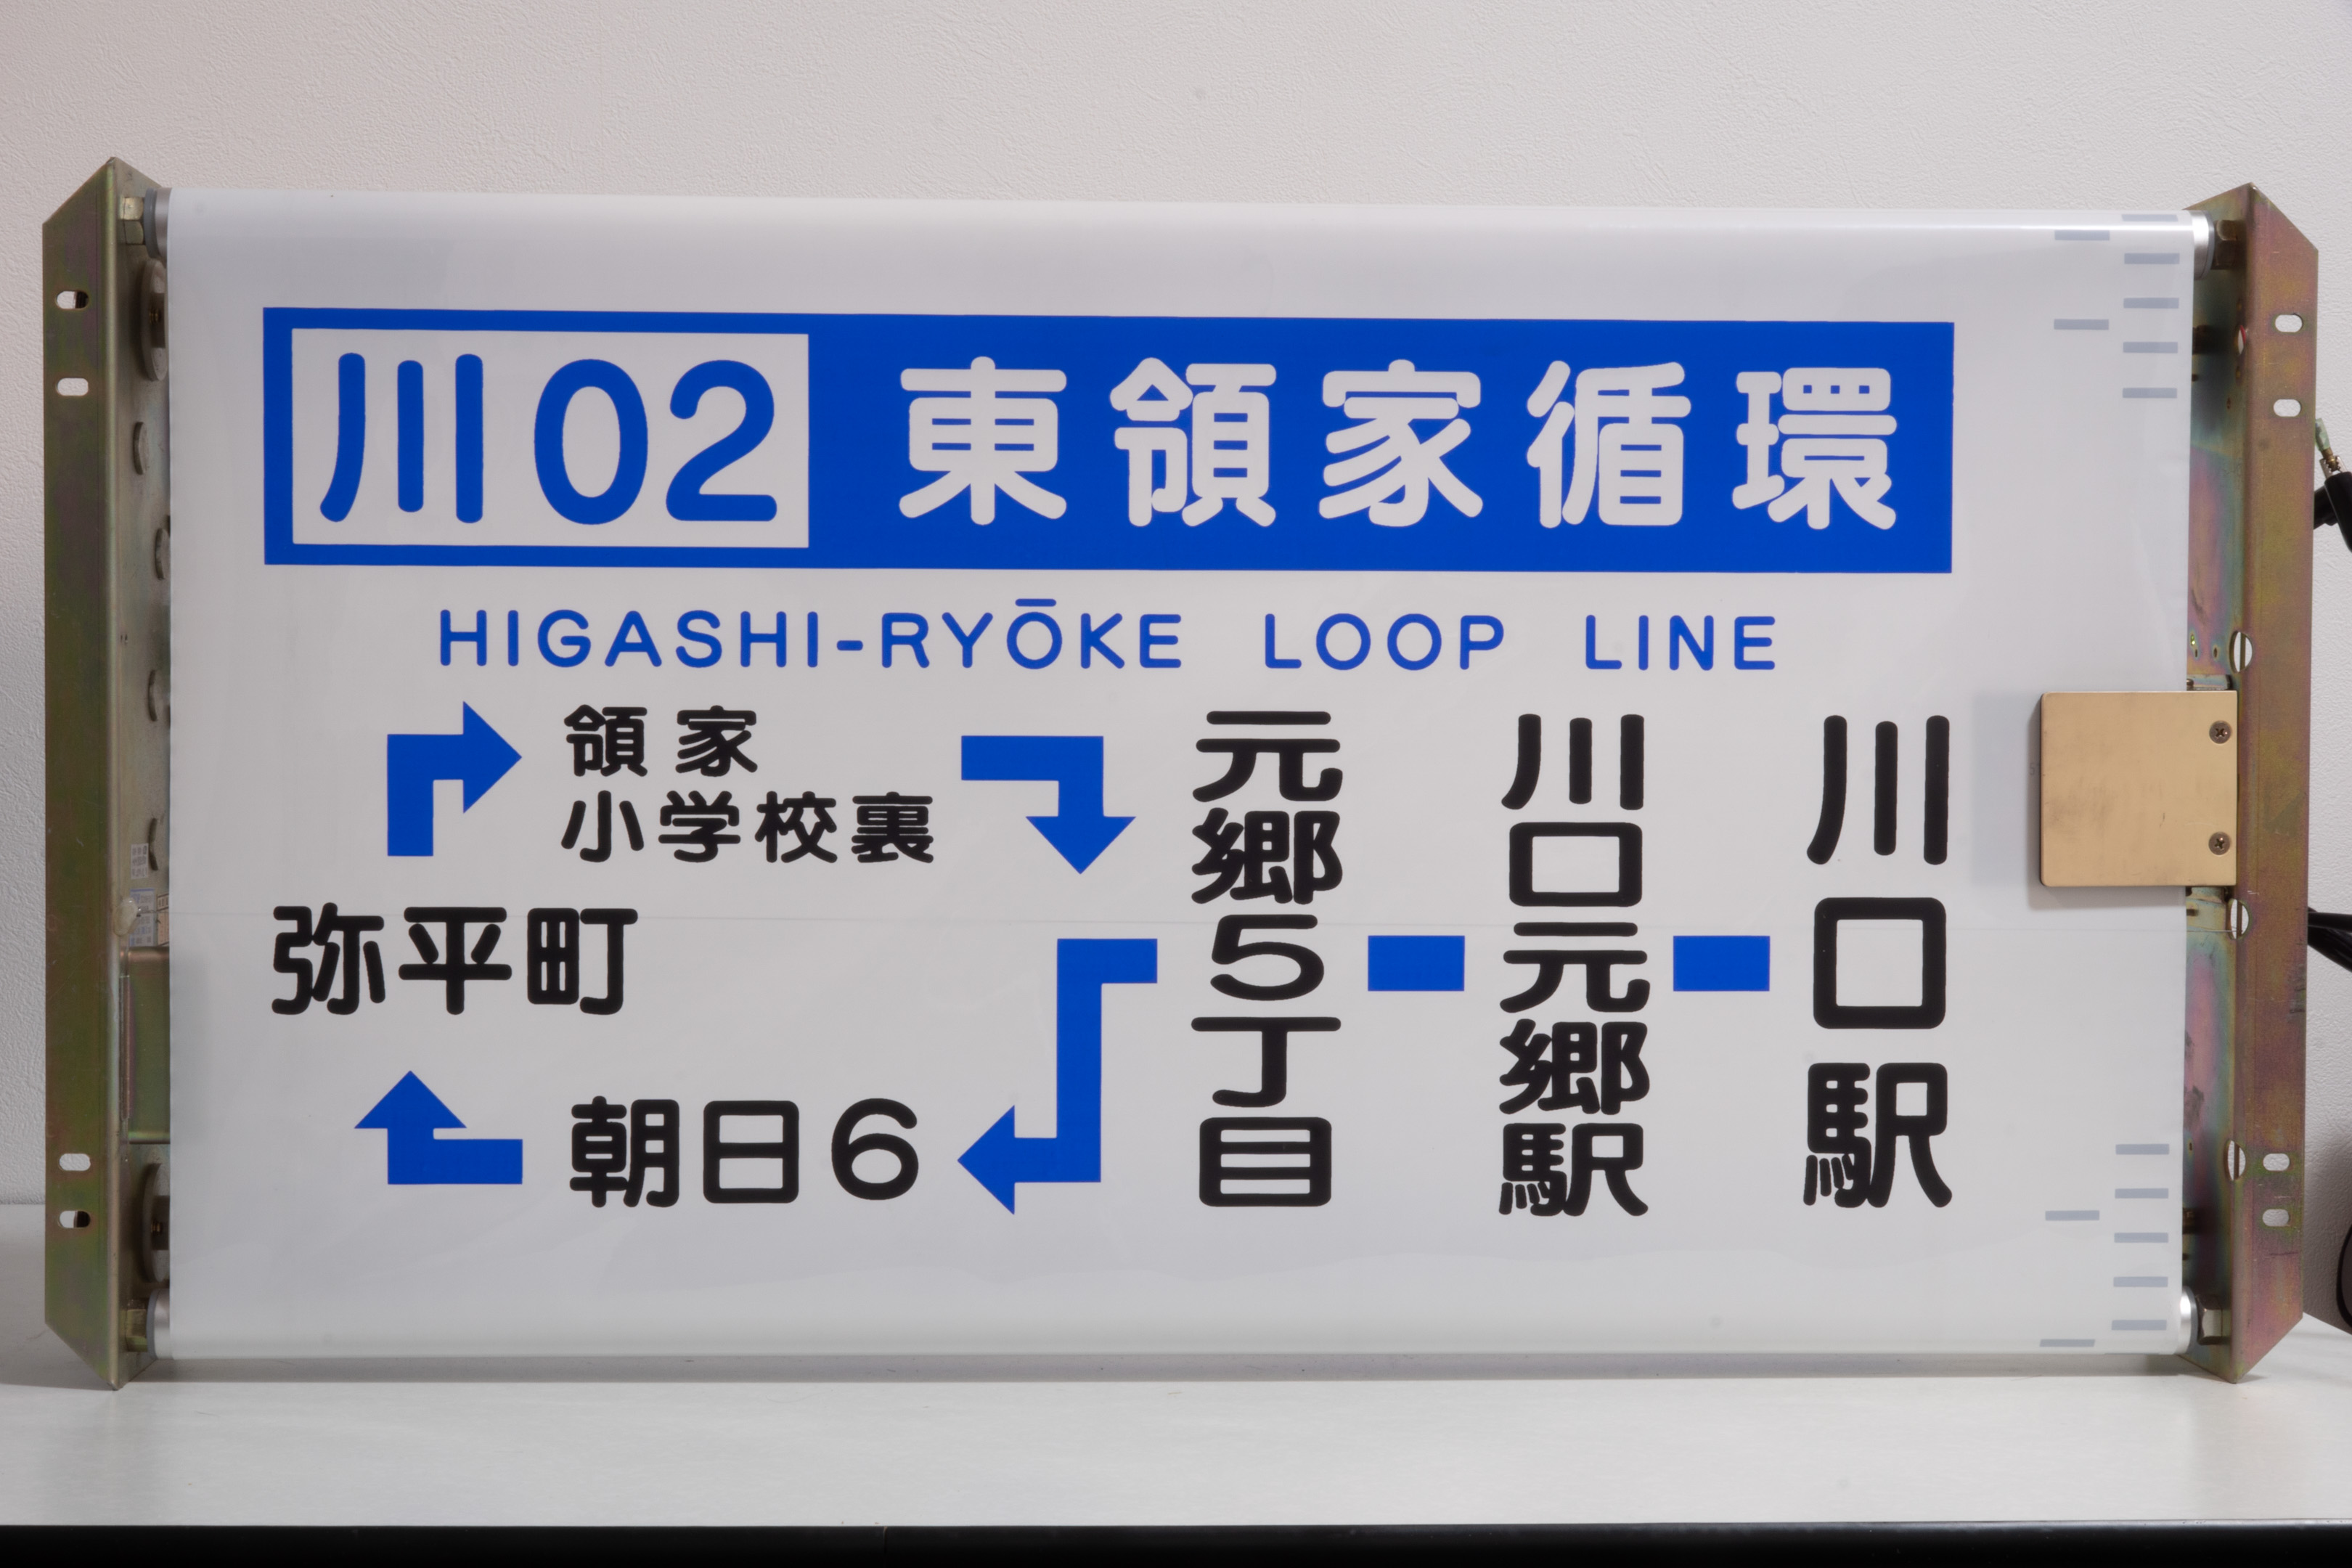 川02 東領家循環
HIGASHI-RYŌKE LOOP LINE
領家
小学校裏
弥平町
朝日6
元郷5丁目
川口元郷駅
川口駅